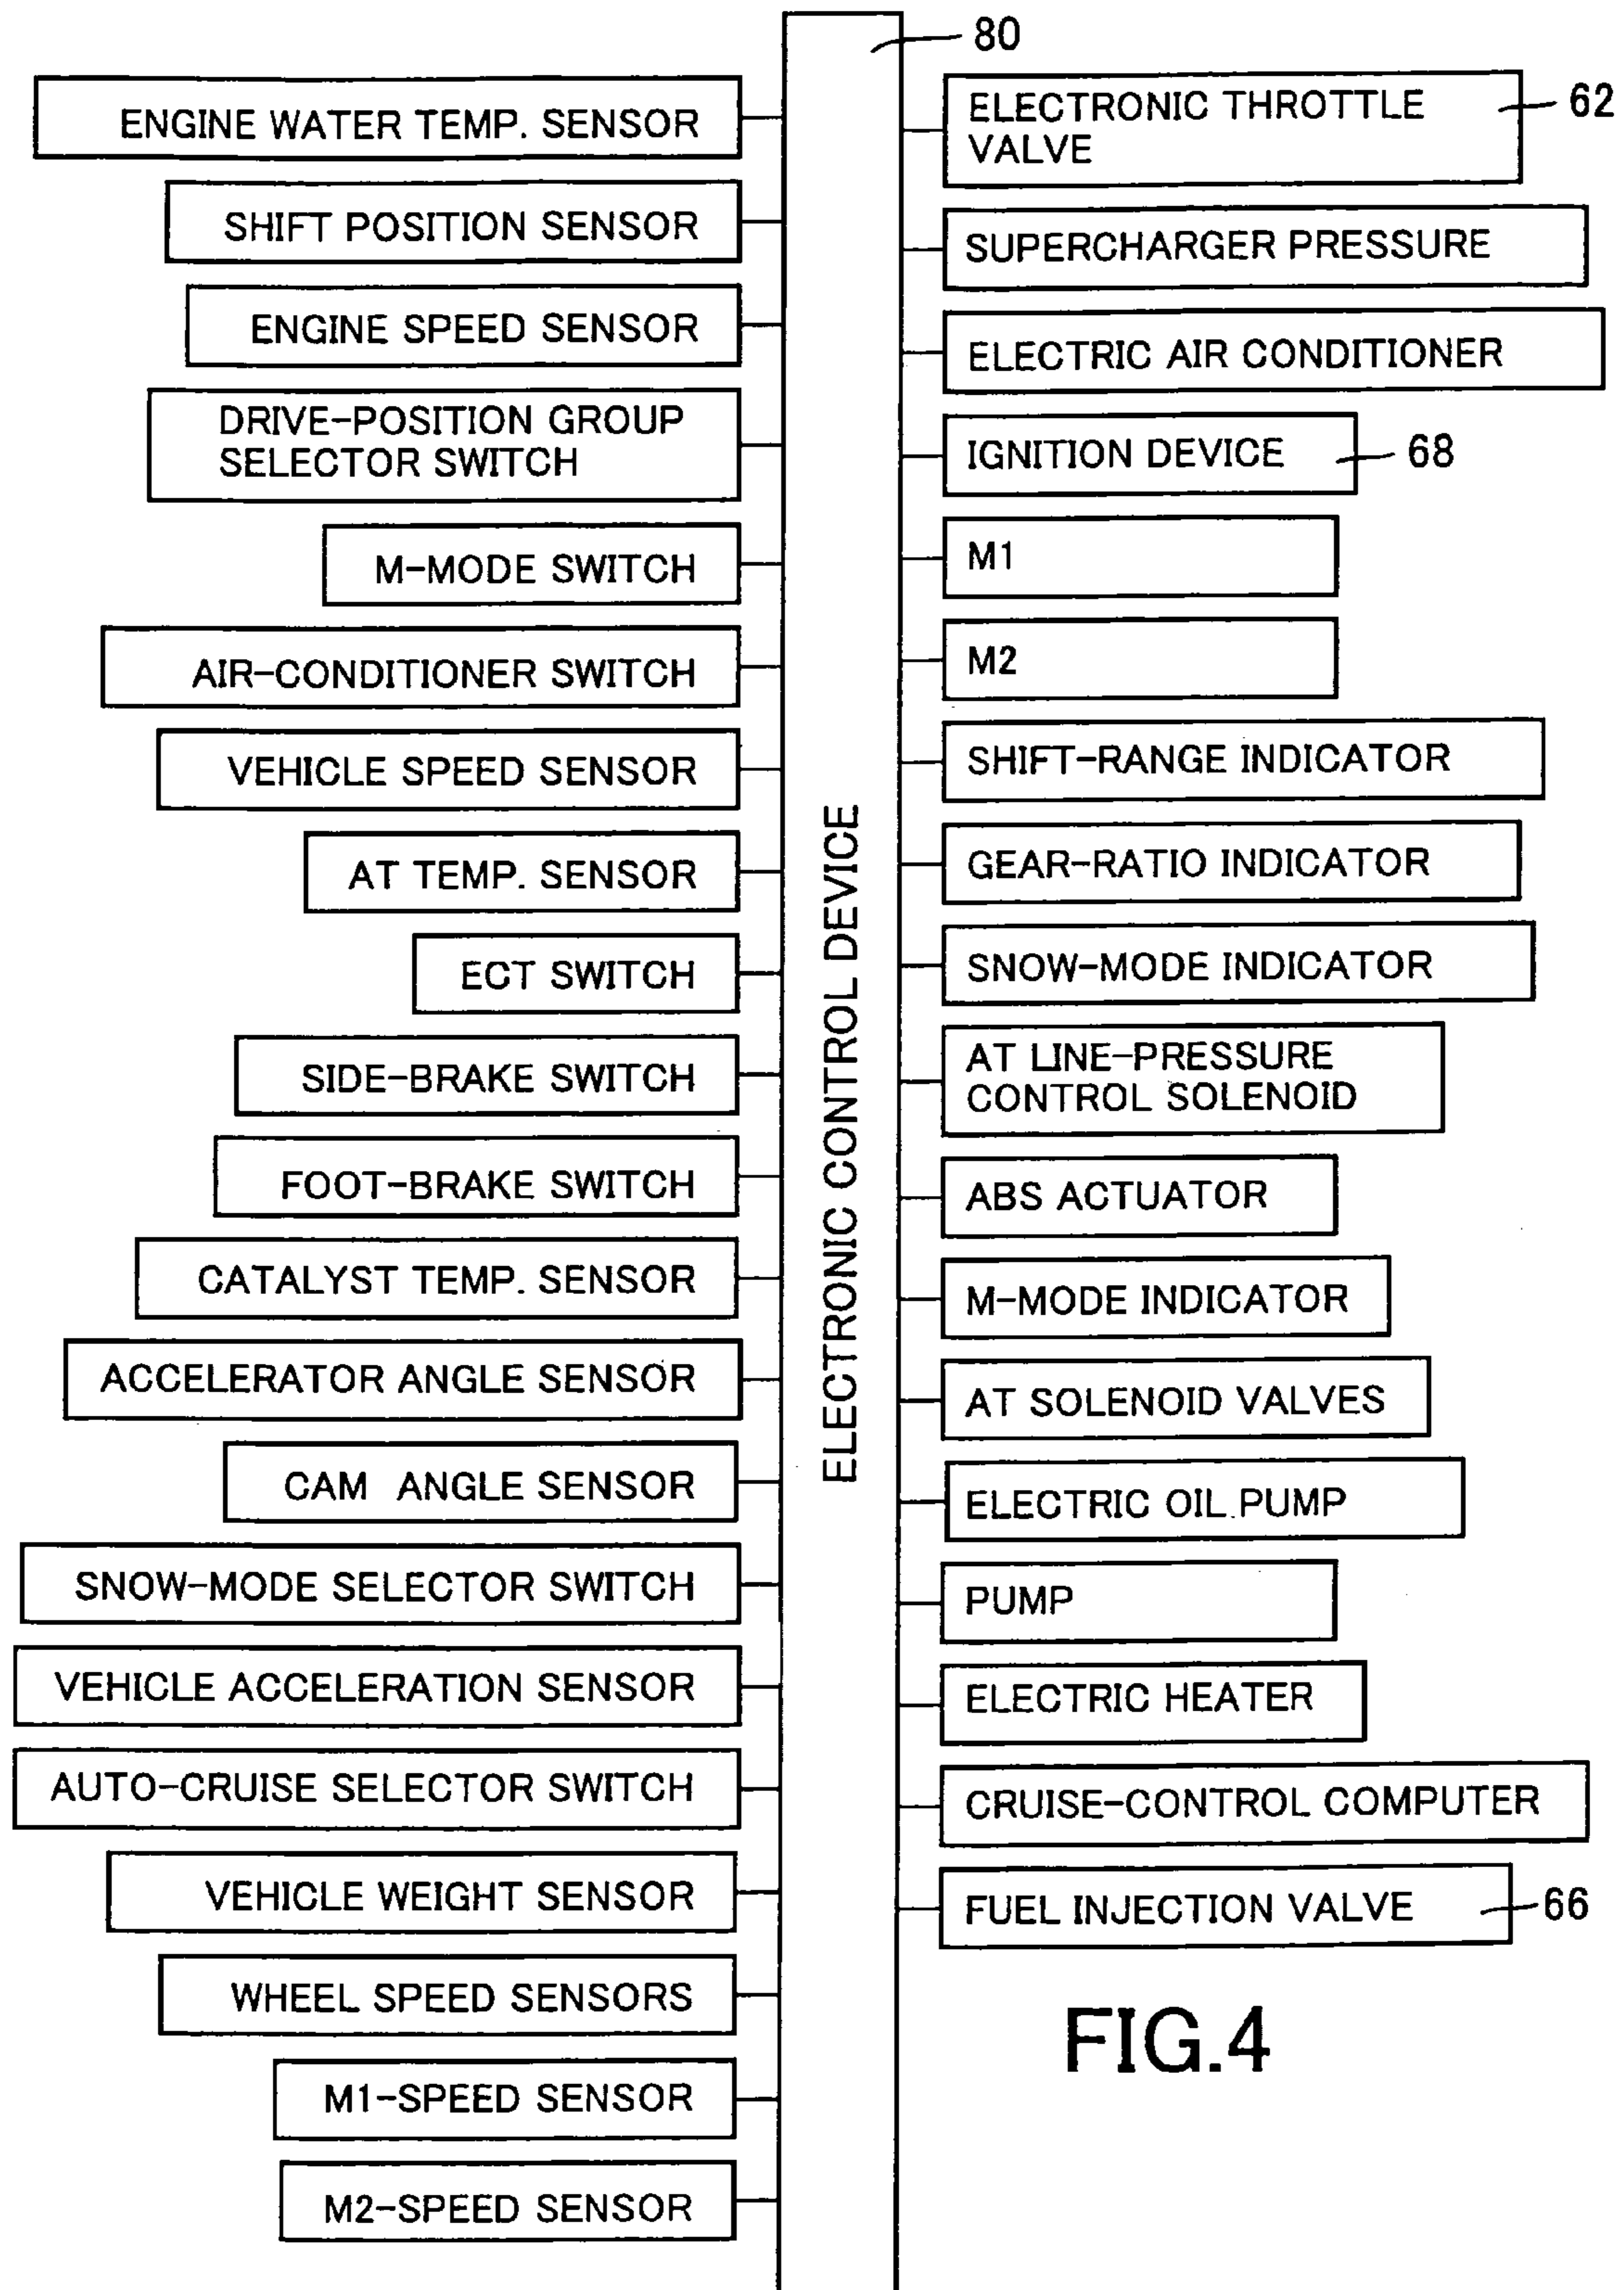 80
ENGINE WATER TEMP. SENSOR
SHIFT POSITION SENSOR
ENGINE SPEED SENSOR
DRIVE-POSITION GROUP
SELECTOR SWITCH
M-MODE SWITCH
AIR-CONDITIONER SWITCH
VEHICLE SPEED SENSOR
AT TEMP. SENSOR
ECT SWITCH
SIDE-BRAKE SWITCH
FOOT-BRAKE SWITCH
CATALYST TEMP. SENSOR
ACCELERATOR ANGLE SENSOR
CAM ANGLE SENSOR
SNOW-MODE SELECTOR SWITCH
VEHICLE ACCELERATION SENSOR
AUTO-CRUISE SELECTOR SWITCH
VEHICLE WEIGHT SENSOR
WHEEL SPEED SENSORS
M1-SPEED SENSOR
M2-SPEED SENSOR
ELECTRONIC CONTROL DEVICE
ELECTRONIC THROTTLE
VALVE
62
SUPERCHARGER PRESSURE
ELECTRIC AIR CONDITIONER
IGNITION DEVICE
68
M1
M2
SHIFT-RANGE INDICATOR
GEAR-RATIO INDICATOR
SNOW-MODE INDICATOR
AT LINE-PRESSURE
CONTROL SOLENOID
ABS ACTUATOR
M-MODE INDICATOR
AT SOLENOID VALVES
ELECTRIC OIL PUMP
PUMP
ELECTRIC HEATER
CRUISE-CONTROL COMPUTER
FUEL INJECTION VALVE
66
FIG.4